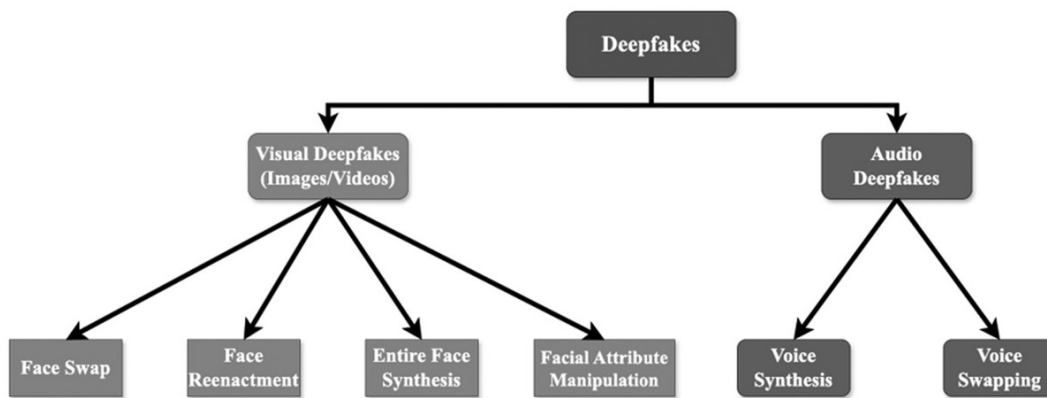 Deepfakes
Visual Deepfakes
(Images/Videos)
Audio
Deepfakes
Face Swap
Face
Reenactment
Entire Face
Synthesis
Facial Attribute
Manipulation
Voice
Synthesis
Voice
Swapping